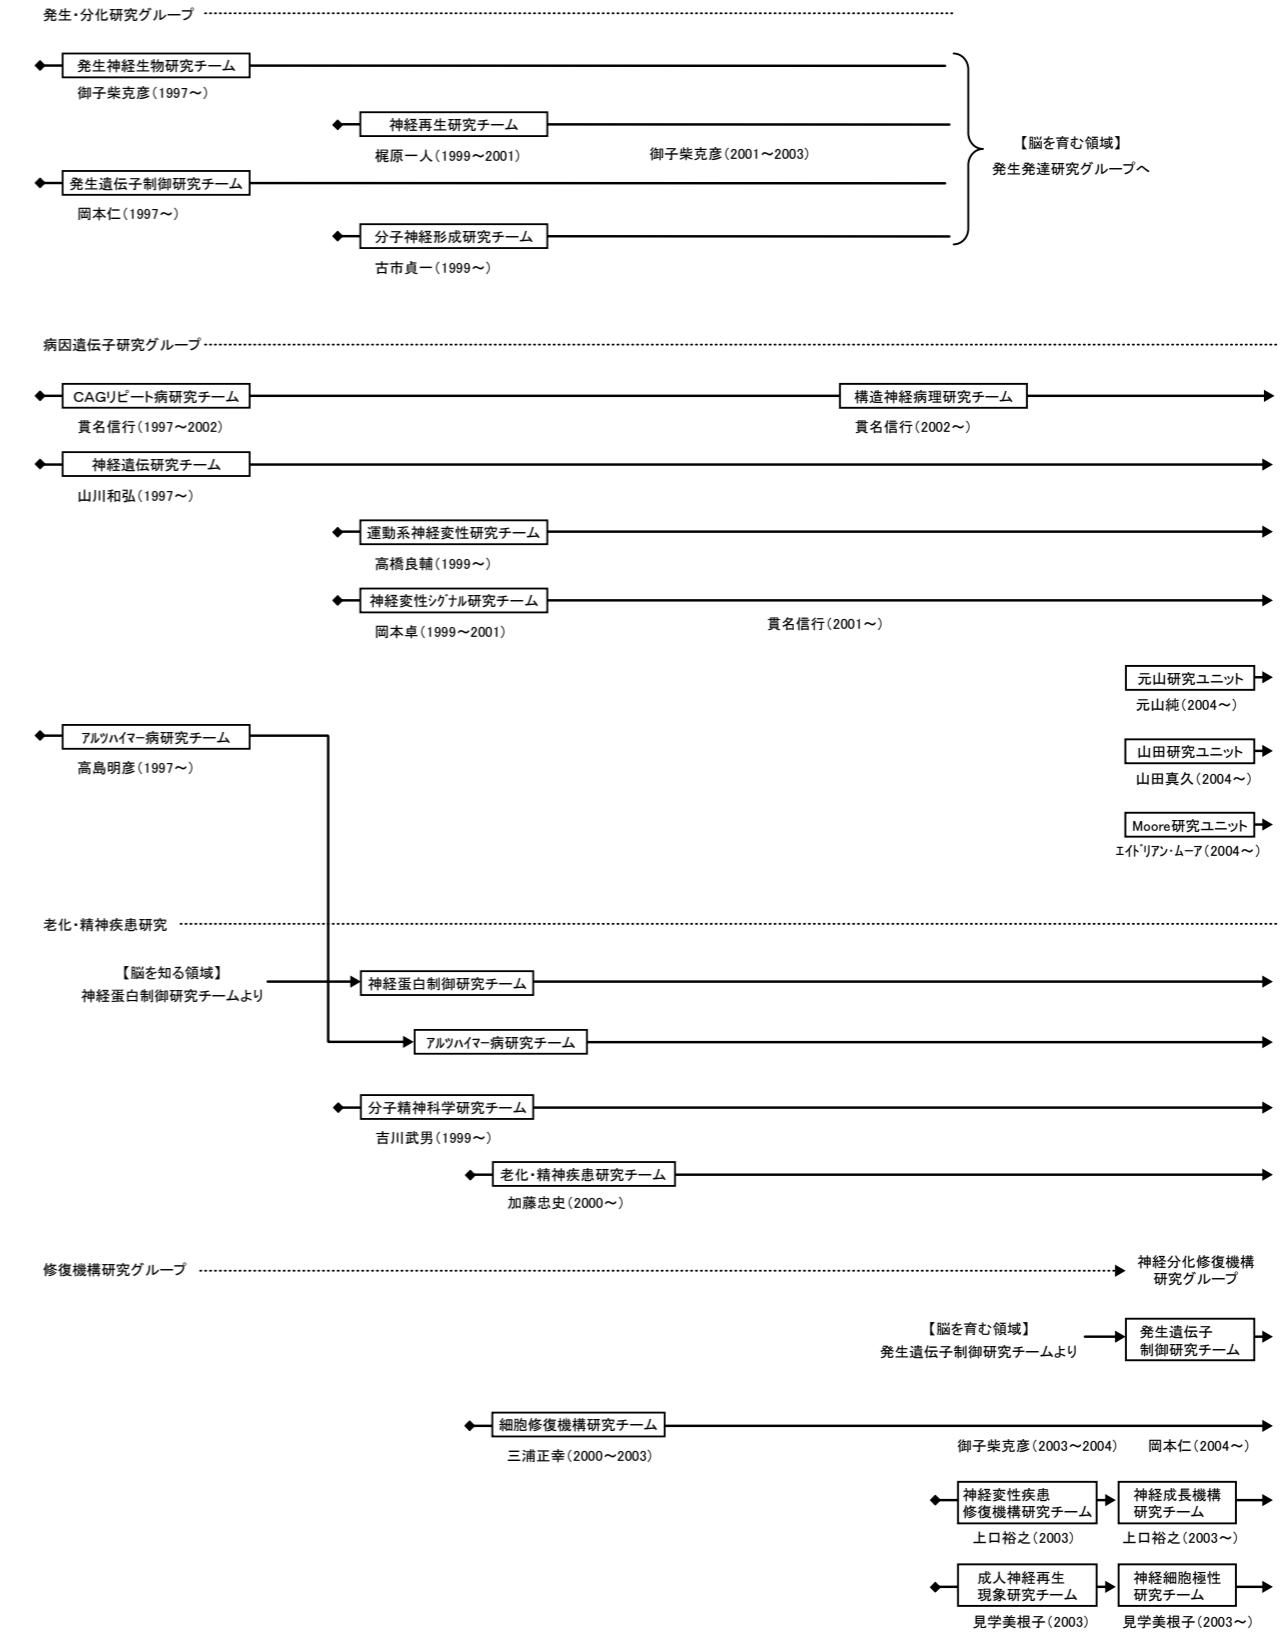 発生・分化研究グループ
発生神経生物研究チーム
御子柴克彦（1997～）
神経再生研究チーム
梶原一人（1999～2001）
御子柴克彦（2001～2003）
【脳を育む領域】
発生発達研究グループへ
発生遺伝子制御研究チーム
岡本仁（1997～）
分子神経形成研究チーム
古市貞一（1999～）
病因遺伝子研究グループ
CAGリピート病研究チーム
貫名信行（1997～2002）
構造神経病理研究チーム
貫名信行（2002～）
神経遺伝研究チーム
山川和弘（1997～）
運動系神経変性研究チーム
高橋良輔（1999～）
神経変性ｼｸﾞﾅﾙ研究チーム
岡本卓（1999～2001）
貫名信行（2001～）
元山研究ユニット
元山純（2004～）
ｱﾙﾂﾊｲﾏｰ病研究チーム
高島明彦（1997～）
山田研究ユニット
山田真久（2004～）
Moore研究ユニット
ｴｲﾄﾞﾘｱﾝ･ﾑｰｱ（2004～）
老化・精神疾患研究
【脳を知る領域】
神経蛋白制御研究チームより
神経蛋白制御研究チーム
ｱﾙﾂﾊｲﾏｰ病研究チーム
分子精神科学研究チーム
吉川武男（1999～）
老化・精神疾患研究チーム
加藤忠史（2000～）
修復機構研究グループ
神経分化修復機構
研究グループ
【脳を育む領域】
発生遺伝子制御研究チームより
発生遺伝子
制御研究チーム
細胞修復機構研究チーム
三浦正幸（2000～2003）
御子柴克彦（2003～2004）
岡本仁（2004～）
神経変性疾患
修復機構研究チーム
上口裕之（2003）
神経成長機構
研究チーム
上口裕之（2003～）
成人神経再生
現象研究チーム
見学美根子（2003）
神経細胞極性
研究チーム
見学美根子（2003～）